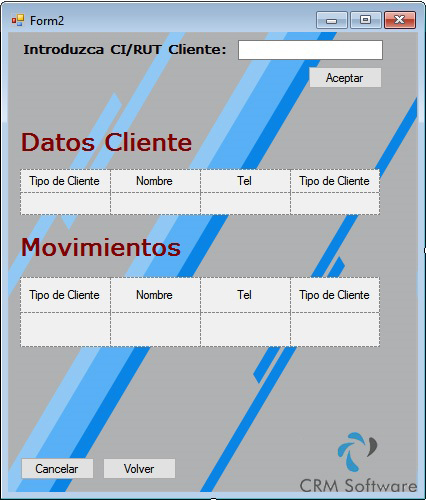 Form2
Introduzca CI/RUT Cliente:
Aceptar
Datos Cliente
Tipo de Cliente Nombre Tel Tipo de Cliente
Movimientos
Tipo de Cliente Nombre Tel Tipo de Cliente
Cancelar Volver
CRM Software